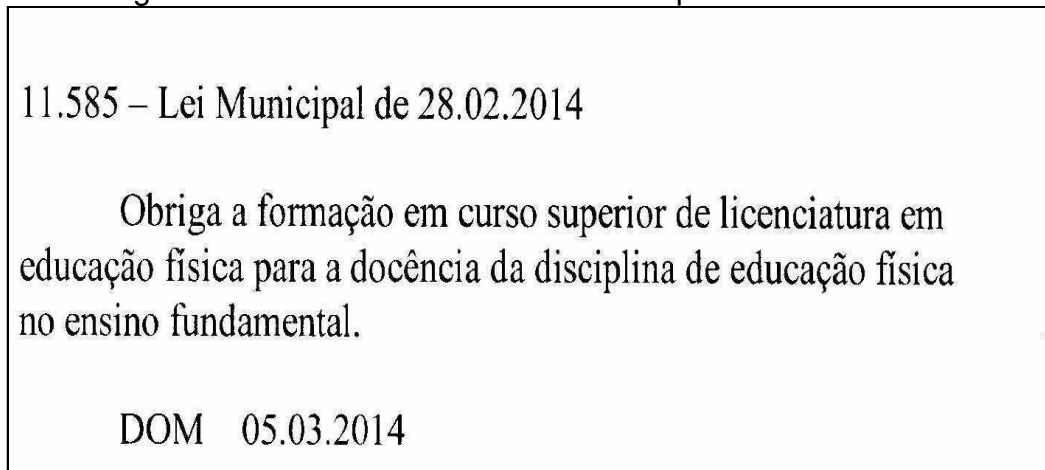 11.585 – Lei Municipal de 28.02.2014
Obriga a formação em curso superior de licenciatura em
educação física para a docência da disciplina de educação física
no ensino fundamental.
DOM 05.03.2014